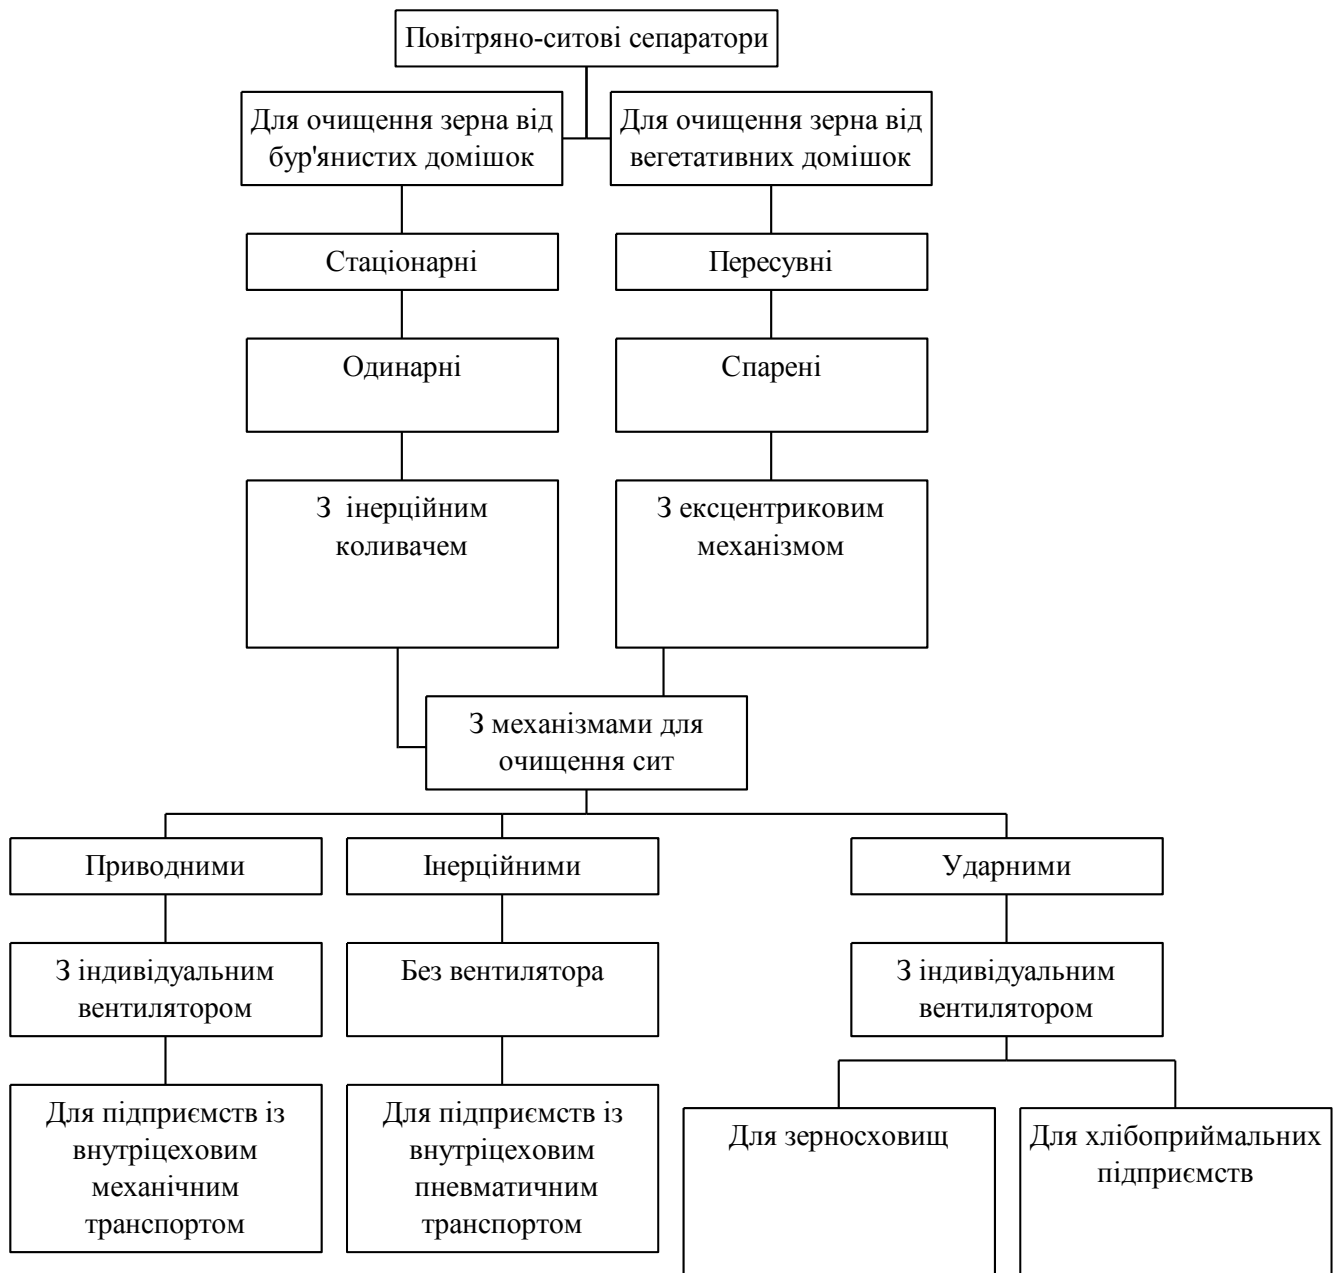 Повітряно-ситові сепаратори
Для очищення зерна від
бур'янистих домішок
Для очищення зерна від
вегетативних домішок
Стаціонарні
Пересувні
Одинарні
Спарені
З інерційним
коливачем
З ексцентриковим
механізмом
З механізмами для
очищення сит
Приводними
Інерційними
Ударними
З індивідуальним
вентилятором
Без вентилятора
З індивідуальним
вентилятором
Для підприємств із
внутріцеховим
механічним
транспортом
Для підприємств із
внутріцеховим
пневматичним
транспортом
Для зерносховищ
Для хлібоприймальних
підприємств